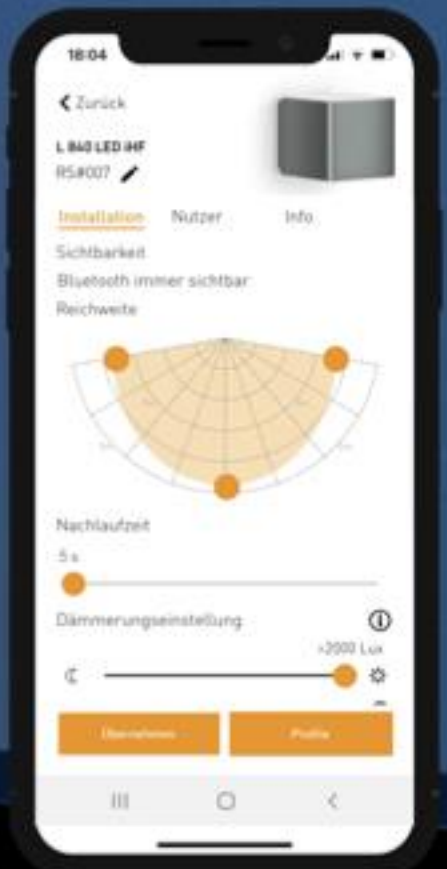 18:04
Zurück
L 840 LED iHF
RS#007
Installation Nutzer Info
Sichtbarkeit
Bluetooth immer sichtbar
Reichweite
Nachlaufzeit
5 s
Dämmerungseinstellung
>2000 Lux
Übernehmen Profile